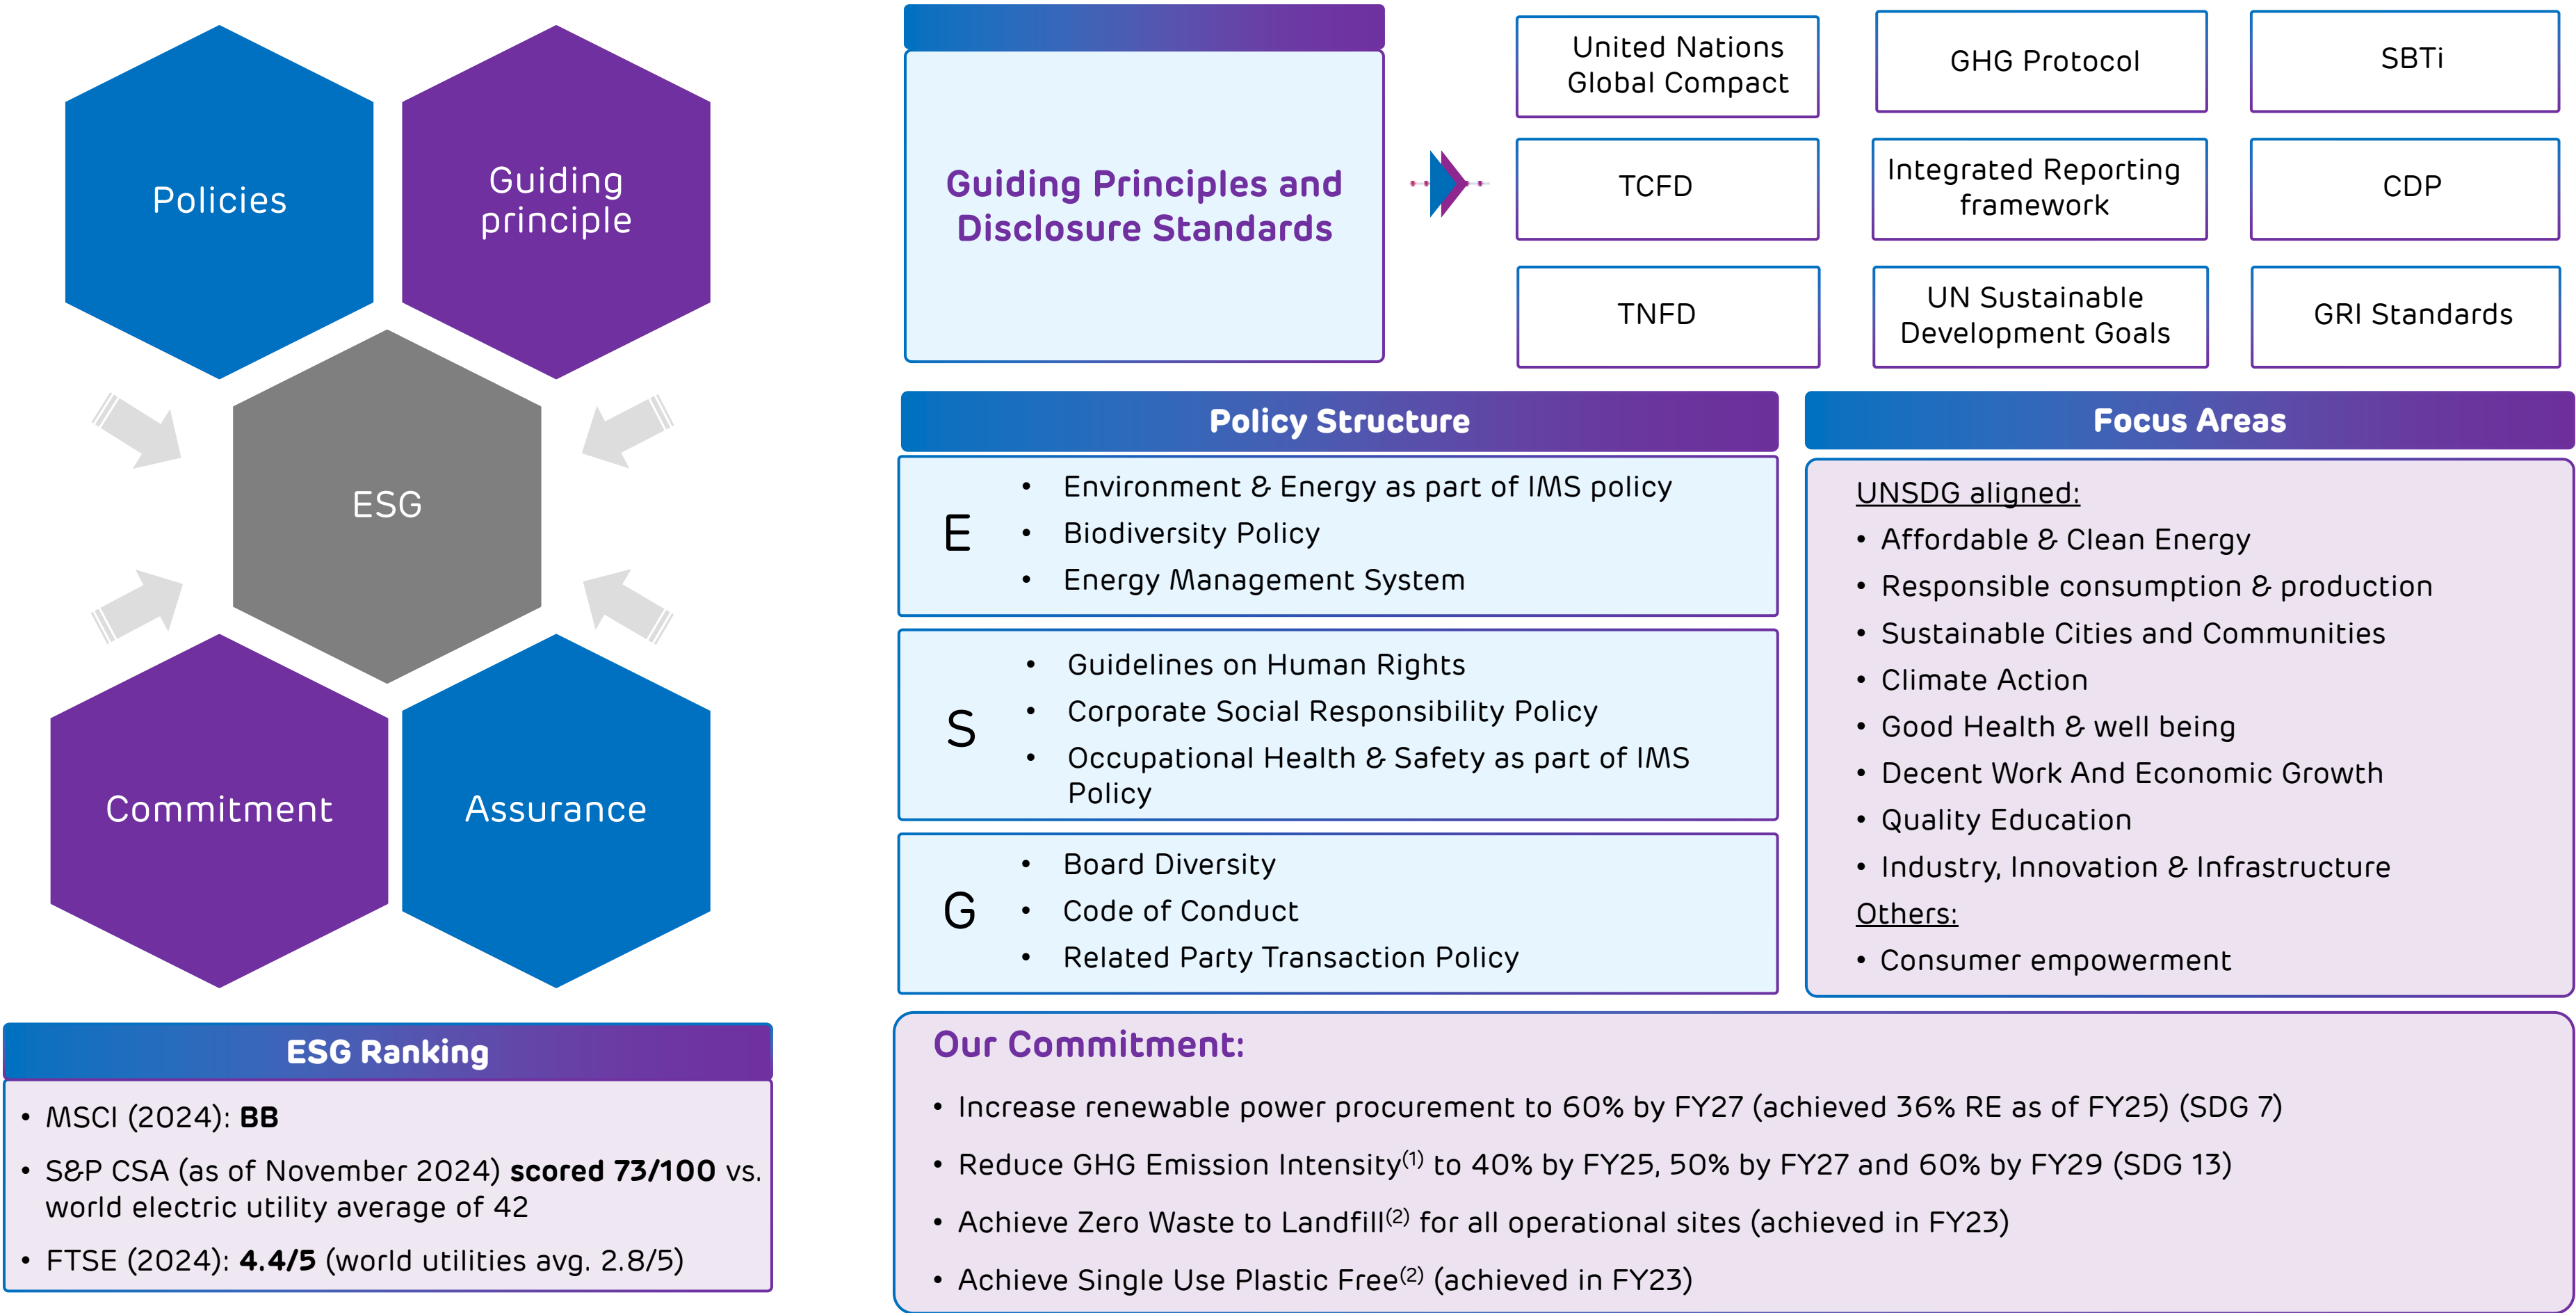 Policies
Guiding
principle
ESG
Commitment
Assurance
Guiding Principles and
Disclosure Standards
United Nations
Global Compact
GHG Protocol
SBTi
TCFD
Integrated Reporting
framework
CDP
TNFD
UN Sustainable
Development Goals
GRI Standards
Policy Structure
E
• Environment & Energy as part of IMS policy
• Biodiversity Policy
• Energy Management System
S
• Guidelines on Human Rights
• Corporate Social Responsibility Policy
• Occupational Health & Safety as part of IMS
Policy
G
• Board Diversity
• Code of Conduct
• Related Party Transaction Policy
Focus Areas
UNSDG aligned:
• Affordable & Clean Energy
• Responsible consumption & production
• Sustainable Cities and Communities
• Climate Action
• Good Health & well being
• Decent Work And Economic Growth
• Quality Education
• Industry, Innovation & Infrastructure
Others:
• Consumer empowerment
ESG Ranking
• MSCI (2024): BB
• S&P CSA (as of November 2024) scored 73/100 vs.
world electric utility average of 42
• FTSE (2024): 4.4/5 (world utilities avg. 2.8/5)
Our Commitment:
• Increase renewable power procurement to 60% by FY27 (achieved 36% RE as of FY25) (SDG 7)
• Reduce GHG Emission Intensity(1) to 40% by FY25, 50% by FY27 and 60% by FY29 (SDG 13)
• Achieve Zero Waste to Landfill(2) for all operational sites (achieved in FY23)
• Achieve Single Use Plastic Free(2) (achieved in FY23)